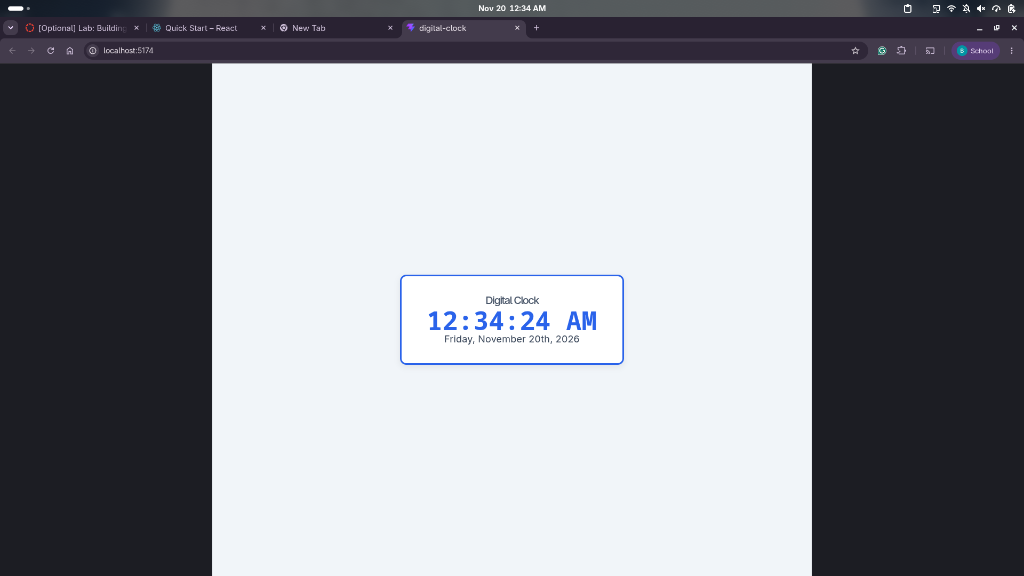 Nov 20 12:34 AM
[Optional] Lab: Building
Quick Start – React
New Tab
digital-clock
localhost:5174
B School
Digital Clock
12:34:24 AM
Friday, November 20th, 2026